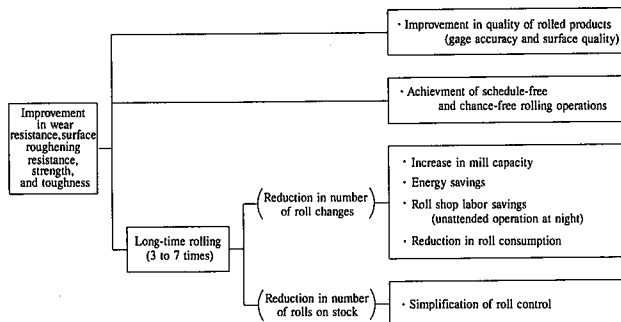 · Improvement in quality of rolled products
(gage accuracy and surface quality)
· Achievment of schedule-free
and chance-free rolling operations
Improvement
in wear
resistance,surface
roughening
resistance,
strength,
and toughness
Long-time rolling
(3 to 7 times)
(Reduction in number
of roll changes)
· Increase in mill capacity
· Energy savings
· Roll shop labor savings
(unattended operation at night)
· Reduction in roll consumption
(Reduction in number
of rolls on stock)
· Simplification of roll control